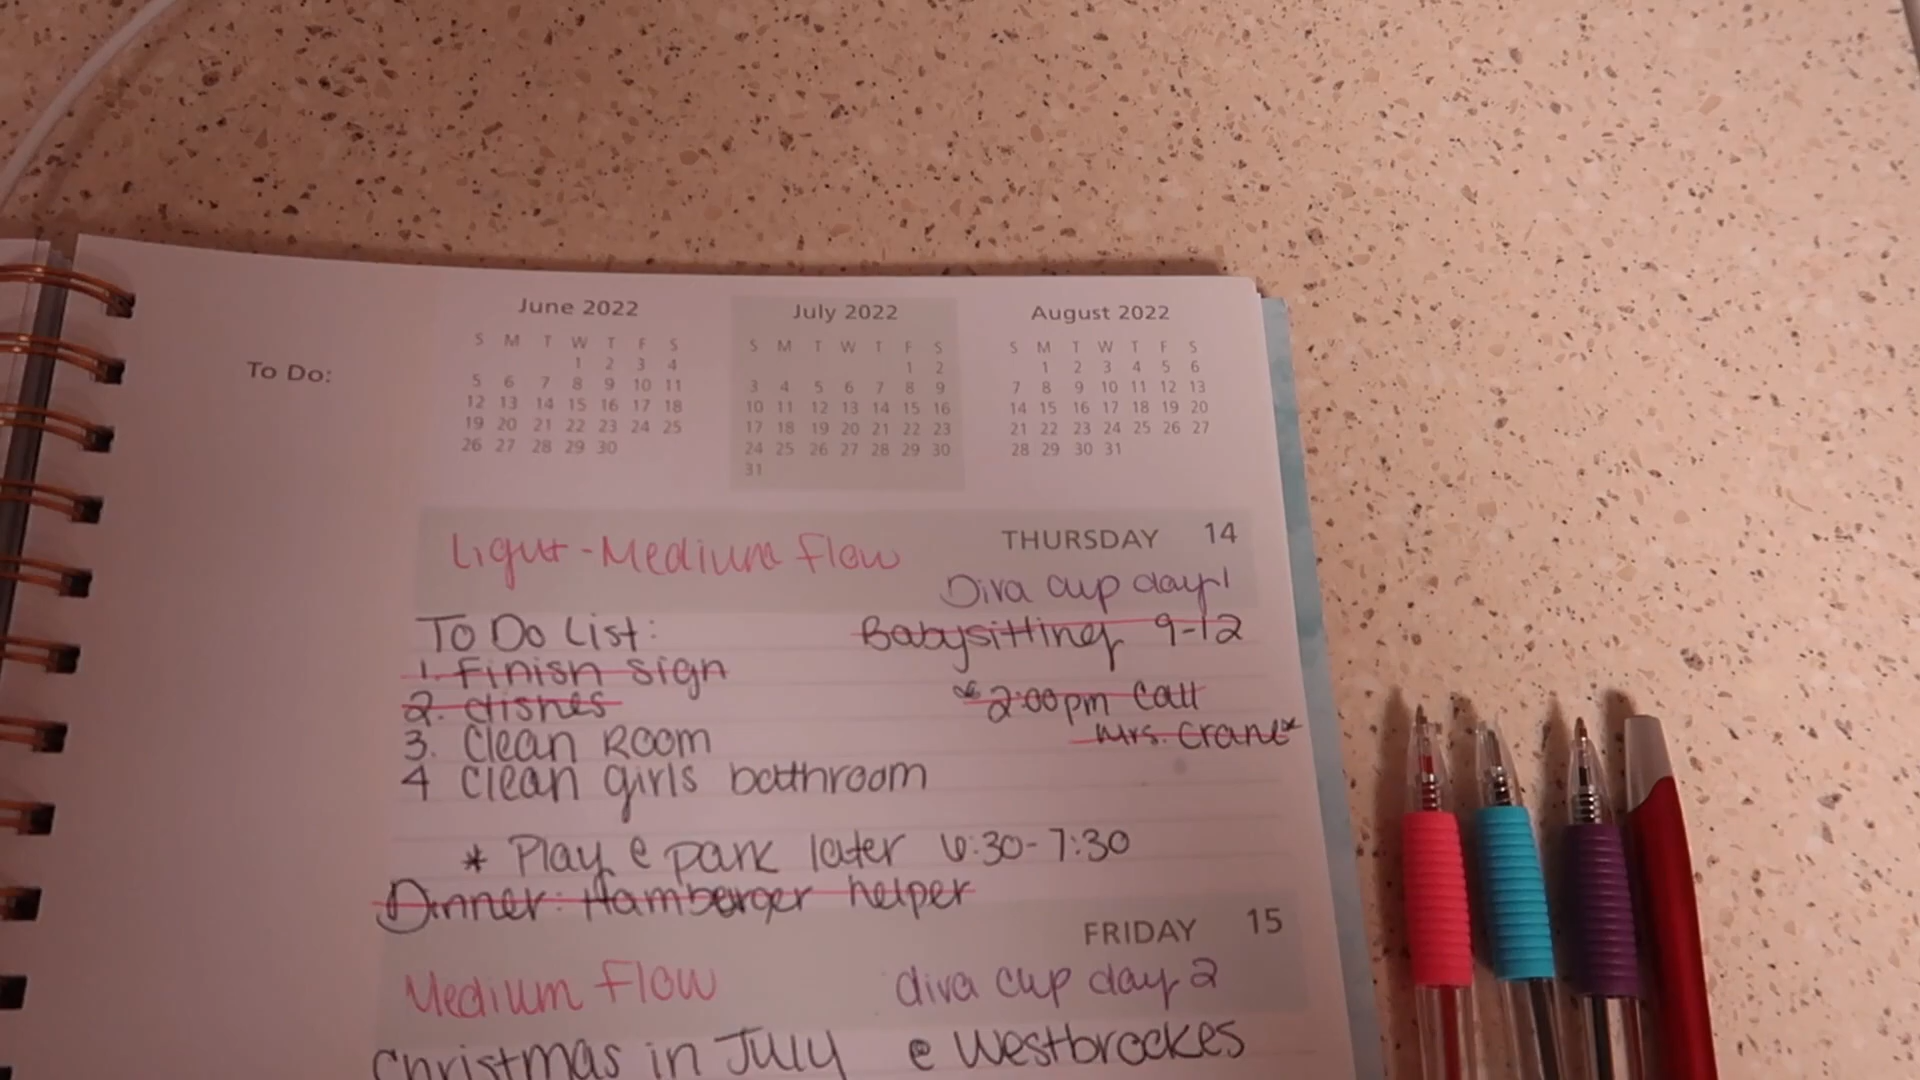 To Do:
June 2022
S M T W T F S
1 2 3 4
5 6 7 8 9 10 11
12 13 14 15 16 17 18
19 20 21 22 23 24 25
26 27 28 29 30
July 2022
S M T W T F S
1 2
3 4 5 6 7 8 9
10 11 12 13 14 15 16
17 18 19 20 21 22 23
24 25 26 27 28 29 30
31
August 2022
S M T W T F S
1 2 3 4 5 6
7 8 9 10 11 12 13
14 15 16 17 18 19 20
21 22 23 24 25 26 27
28 29 30 31
THURSDAY 14
Light-Medium Flow
Diva cup day 1
To Do List:
1. Finish sign
2. dishes
3. Clean Room
4 Clean girls bathroom
Babysitting 9-12
*2:00pm Call
Mrs. Crane*
* Play @ park later 6:30-7:30
Dinner: Hamberger helper
FRIDAY 15
Medium Flow
diva cup day 2
Christmas in July @ Westbrookes